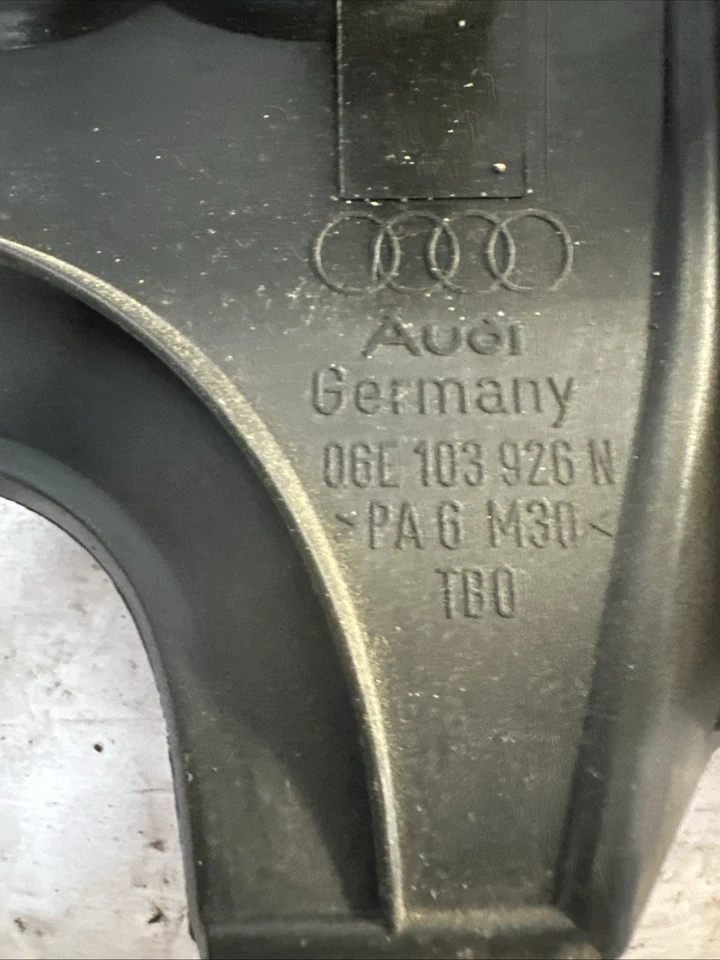 Audi
Germany
06E 103 926 N
>PA 6 M30<
TBO